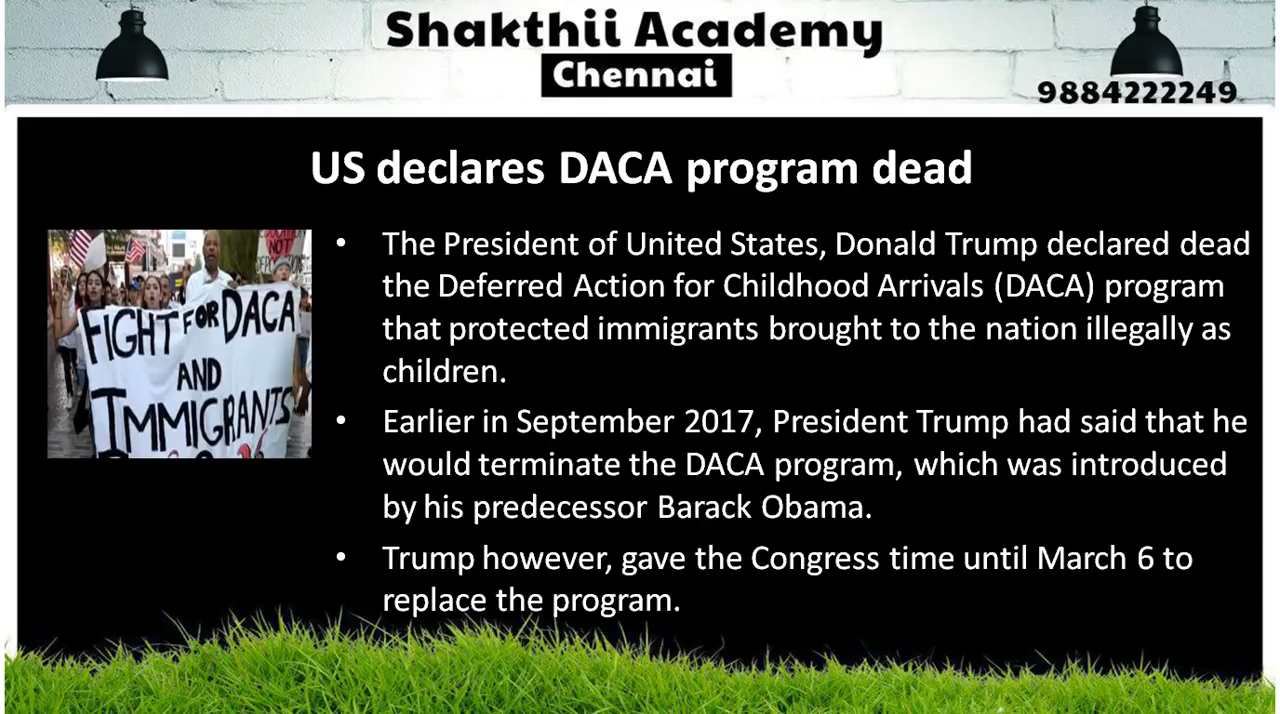 Shakthii Academy
Chennai
9884222249
US declares DACA program dead
• The President of United States, Donald Trump declared dead
the Deferred Action for Childhood Arrivals (DACA) program
that protected immigrants brought to the nation illegally as
children.
• Earlier in September 2017, President Trump had said that he
would terminate the DACA program, which was introduced
by his predecessor Barack Obama.
• Trump however, gave the Congress time until March 6 to
replace the program.
FIGHT FOR DACA
AND
IMMIGRANTS
NOT